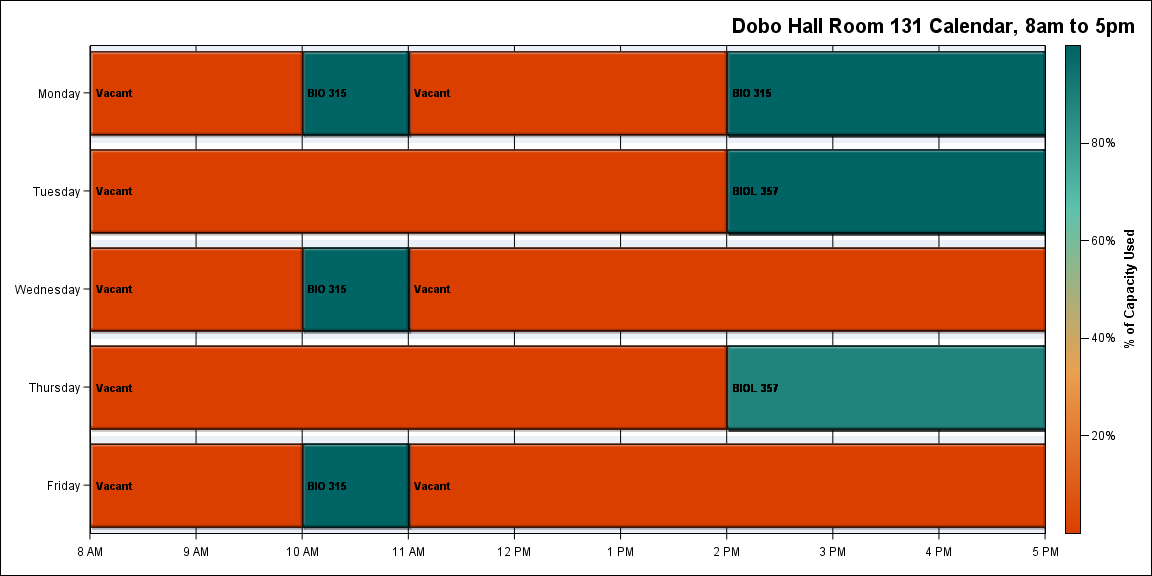 Dobo Hall Room 131 Calendar, 8am to 5pm
Monday
Vacant
BIO 315
Vacant
BIO 315
Tuesday
Vacant
BIOL 357
Wednesday
Vacant
BIO 315
Vacant
Thursday
Vacant
BIOL 357
Friday
Vacant
BIO 315
Vacant
8 AM 9 AM 10 AM 11 AM 12 PM 1 PM 2 PM 3 PM 4 PM 5 PM
80%
60%
40%
20%
% of Capacity Used